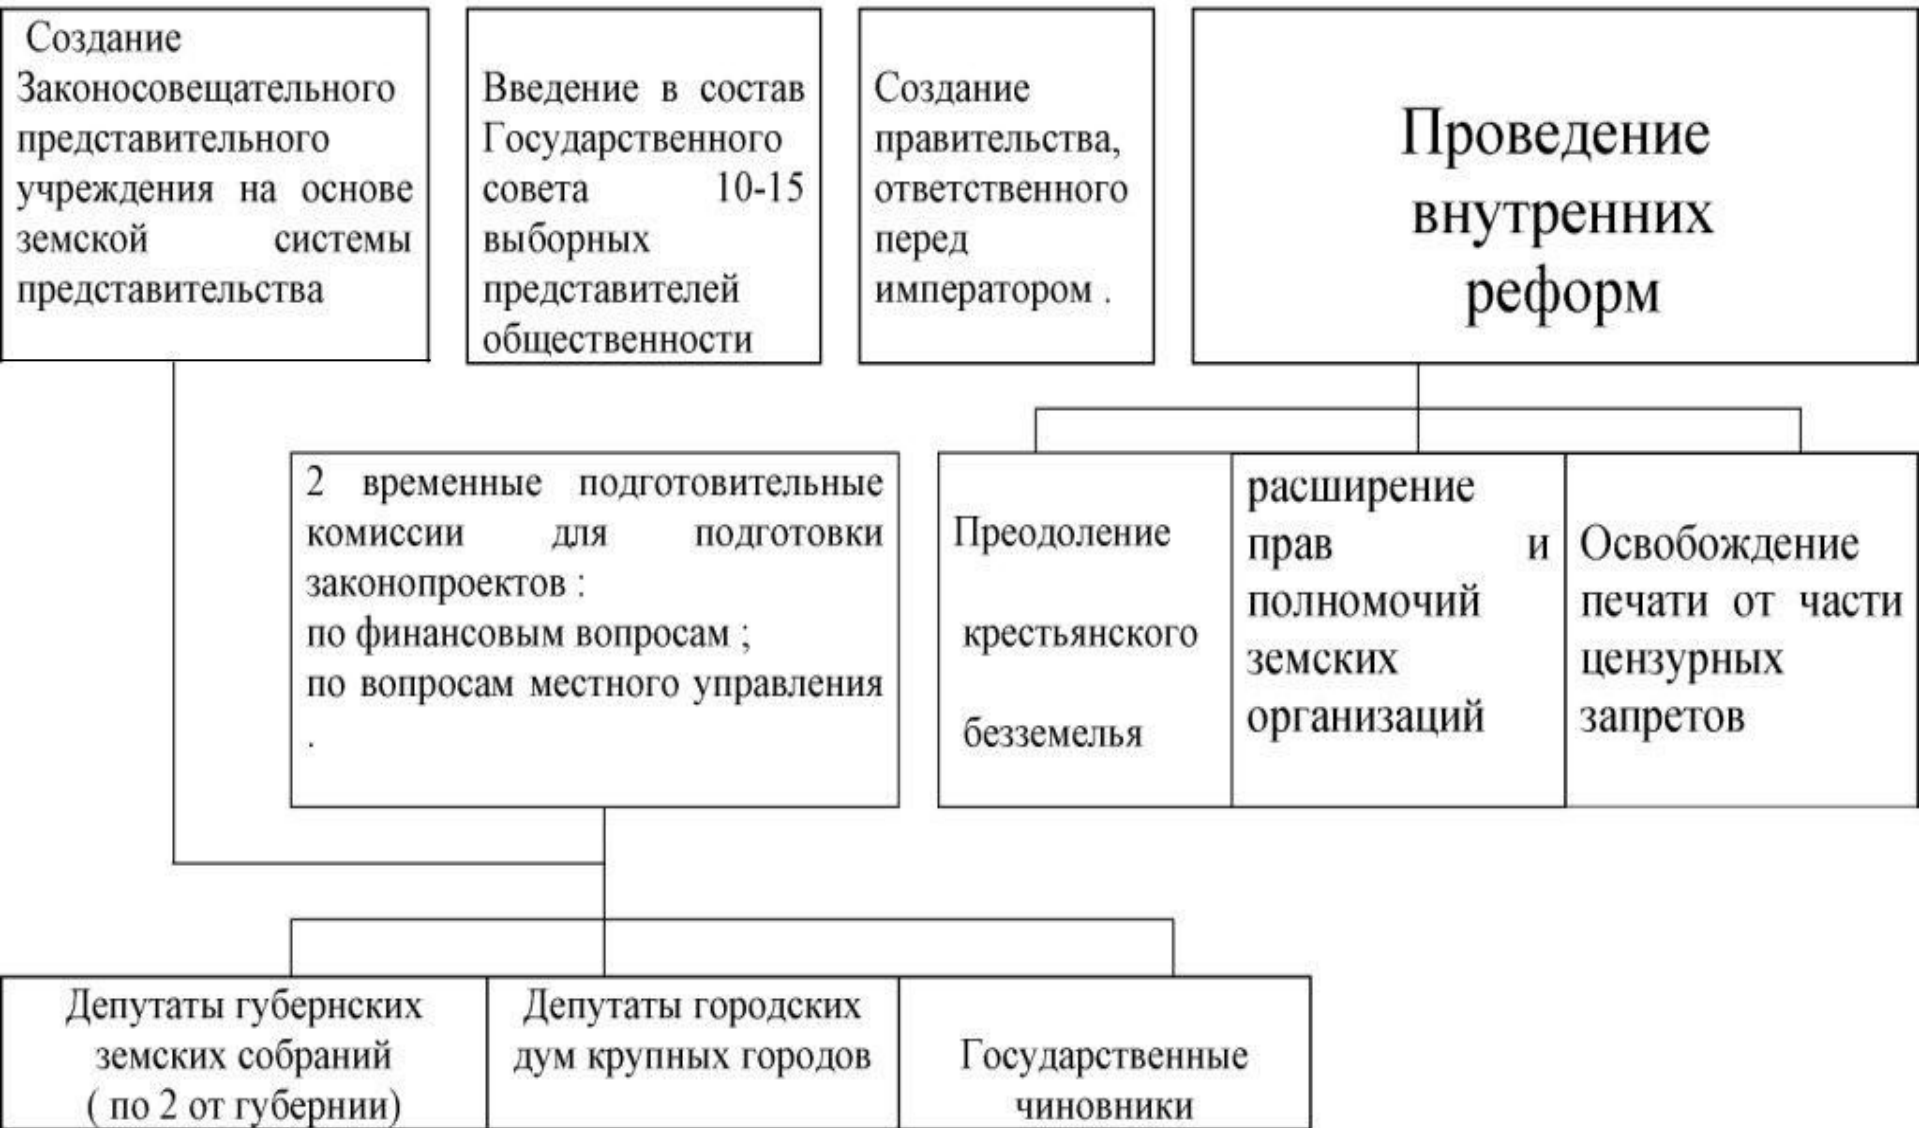 Создание
Законосовещательного
представительного
учреждения на основе
земской системы
представительства
Введение в состав
Государственного
совета 10-15
выборных
представителей
общественности
Создание
правительства,
ответственного
перед
императором .
Проведение
внутренних
реформ
2 временные подготовительные
комиссии для подготовки
законопроектов :
по финансовым вопросам ;
по вопросам местного управления
.
Преодоление
крестьянского
безземелья
расширение
прав и
полномочий
земских
организаций
Освобождение
печати от части
цензурных
запретов
Депутаты губернских
земских собраний
( по 2 от губернии)
Депутаты городских
дум крупных городов
Государственные
чиновники